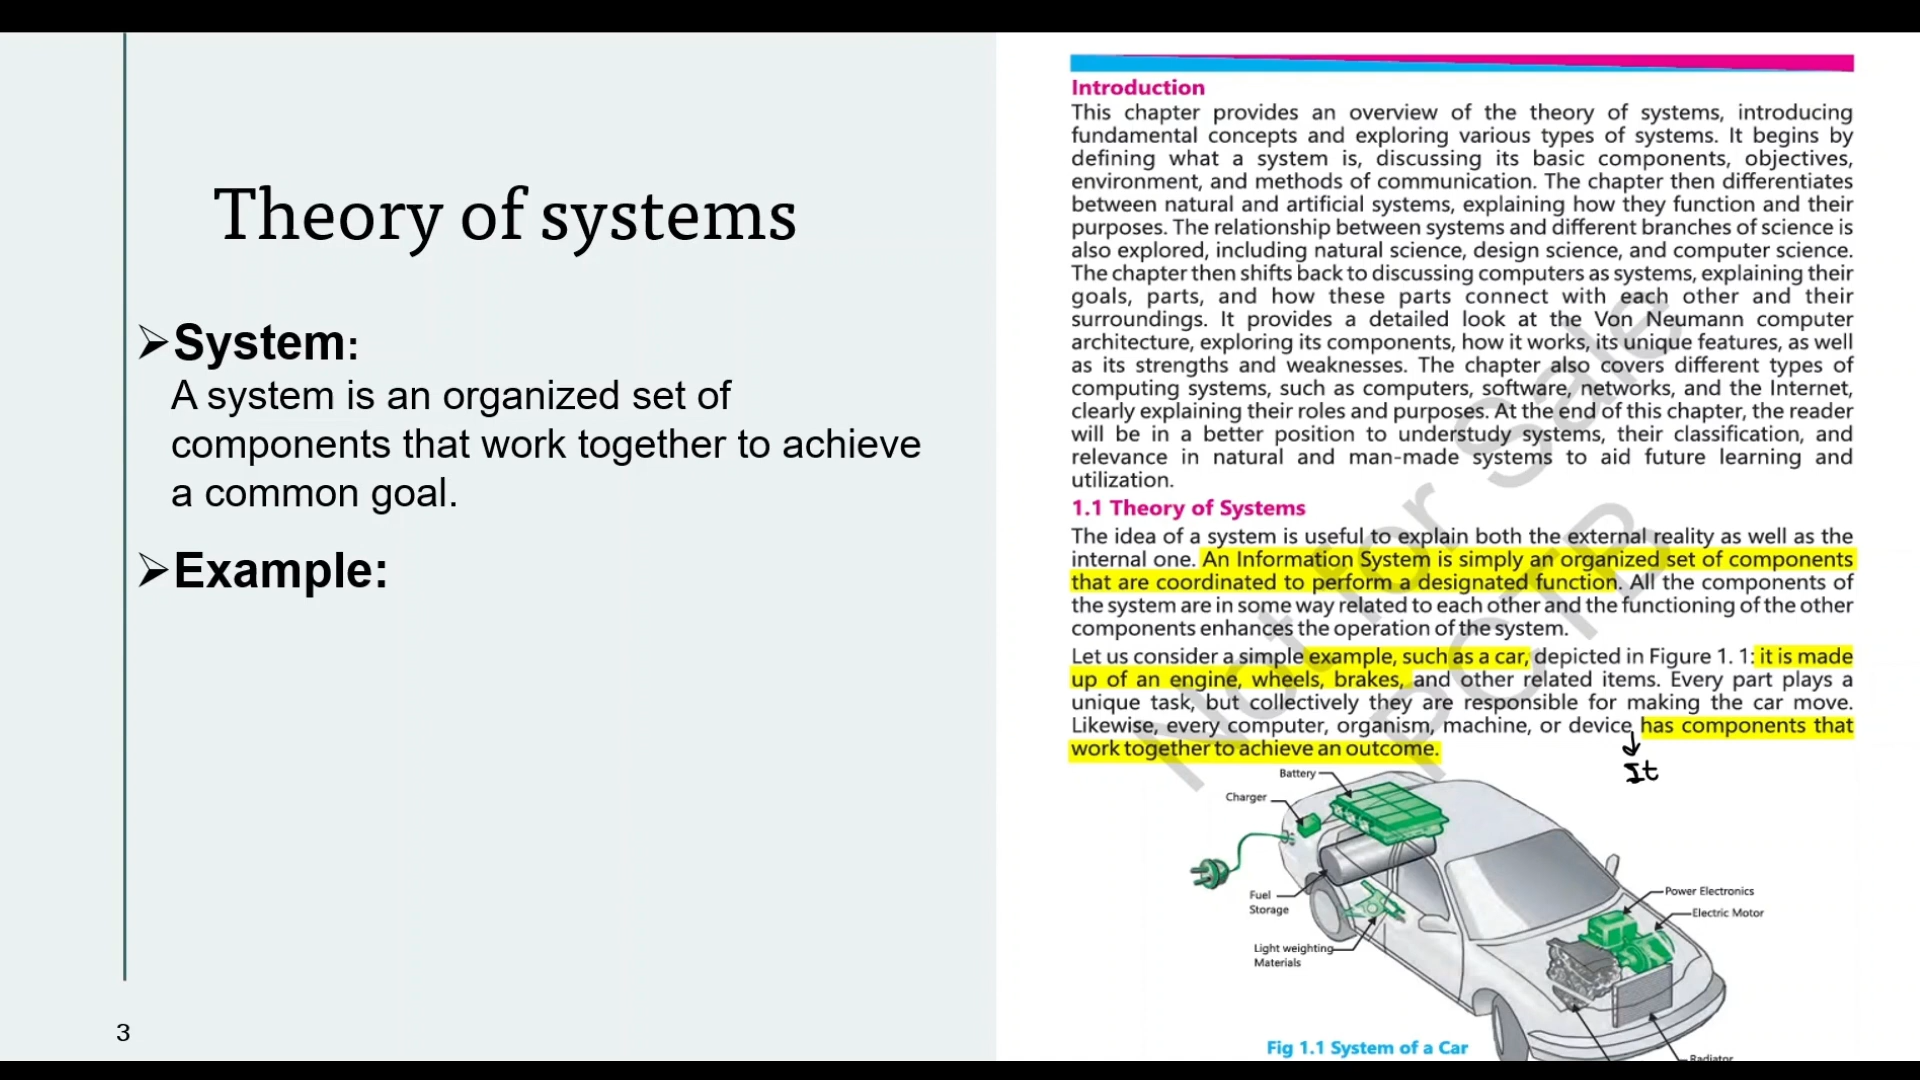 Theory of systems
➢System:
A system is an organized set of
components that work together to achieve
a common goal.
➢Example:
3
Introduction
This chapter provides an overview of the theory of systems, introducing
fundamental concepts and exploring various types of systems. It begins by
defining what a system is, discussing its basic components, objectives,
environment, and methods of communication. The chapter then differentiates
between natural and artificial systems, explaining how they function and their
purposes. The relationship between systems and different branches of science is
also explored, including natural science, design science, and computer science.
The chapter then shifts back to discussing computers as systems, explaining their
goals, parts, and how these parts connect with each other and their
surroundings. It provides a detailed look at the Von Neumann computer
architecture, exploring its components, how it works, its unique features, as well
as its strengths and weaknesses. The chapter also covers different types of
computing systems, such as computers, software, networks, and the Internet,
clearly explaining their roles and purposes. At the end of this chapter, the reader
will be in a better position to understudy systems, their classification, and
relevance in natural and man-made systems to aid future learning and
utilization.
1.1 Theory of Systems
The idea of a system is useful to explain both the external reality as well as the
internal one. An Information System is simply an organized set of components
that are coordinated to perform a designated function. All the components of
the system are in some way related to each other and the functioning of the other
components enhances the operation of the system.
Let us consider a simple example, such as a car, depicted in Figure 1. 1: it is made
up of an engine, wheels, brakes, and other related items. Every part plays a
unique task, but collectively they are responsible for making the car move.
Likewise, every computer, organism, machine, or device has components that
work together to achieve an outcome.
It
Battery
Charger
Fuel
Storage
Light weighting
Materials
Power Electronics
Electric Motor
Radiator
Fig 1.1 System of a Car
Not for Sale
PCTB